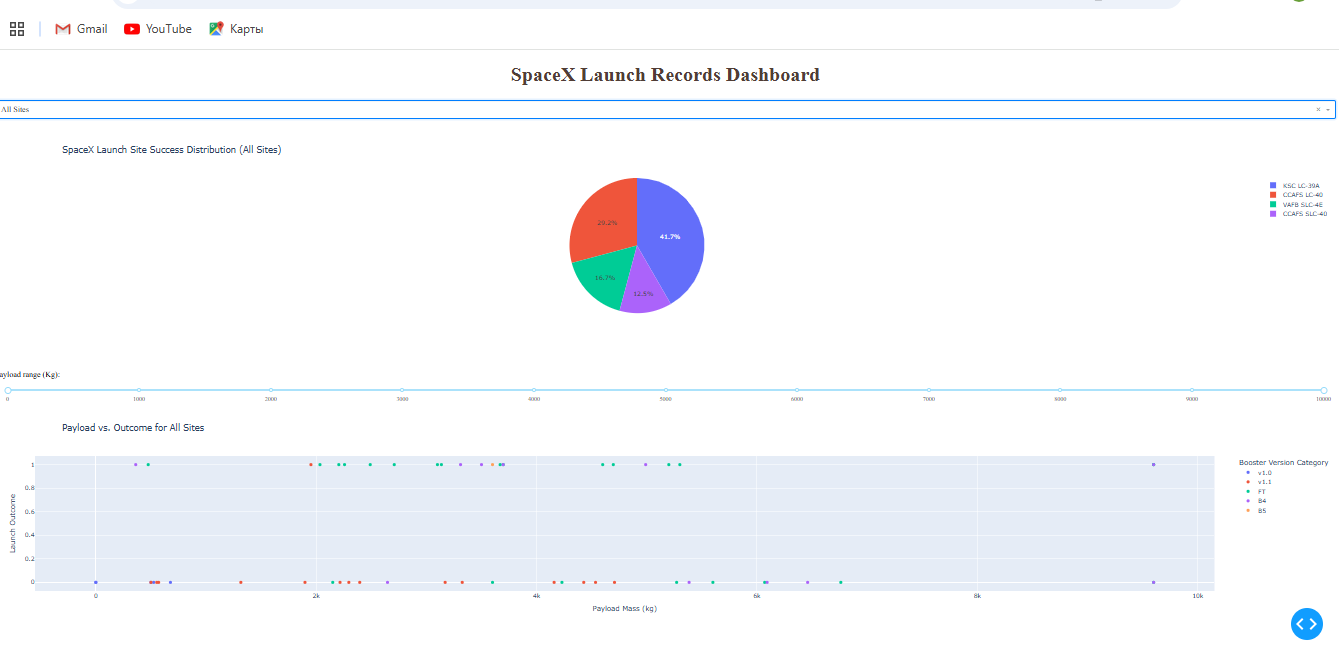 Gmail YouTube Карты
SpaceX Launch Records Dashboard
All Sites × 
SpaceX Launch Site Success Distribution (All Sites)
KSC LC-39A
CCAFS LC-40
VAFB SLC-4E
CCAFS SLC-40
29.2%
41.7%
16.7%
12.5%
ayload range (Kg):
0 1000 2000 3000 4000 5000 6000 7000 8000 9000 10000
Payload vs. Outcome for All Sites
Launch Outcome
1
0.8
0.6
0.4
0.2
0
0 2k 4k 6k 8k 10k
Payload Mass (kg)
Booster Version Category
v1.0
v1.1
FT
B4
B5